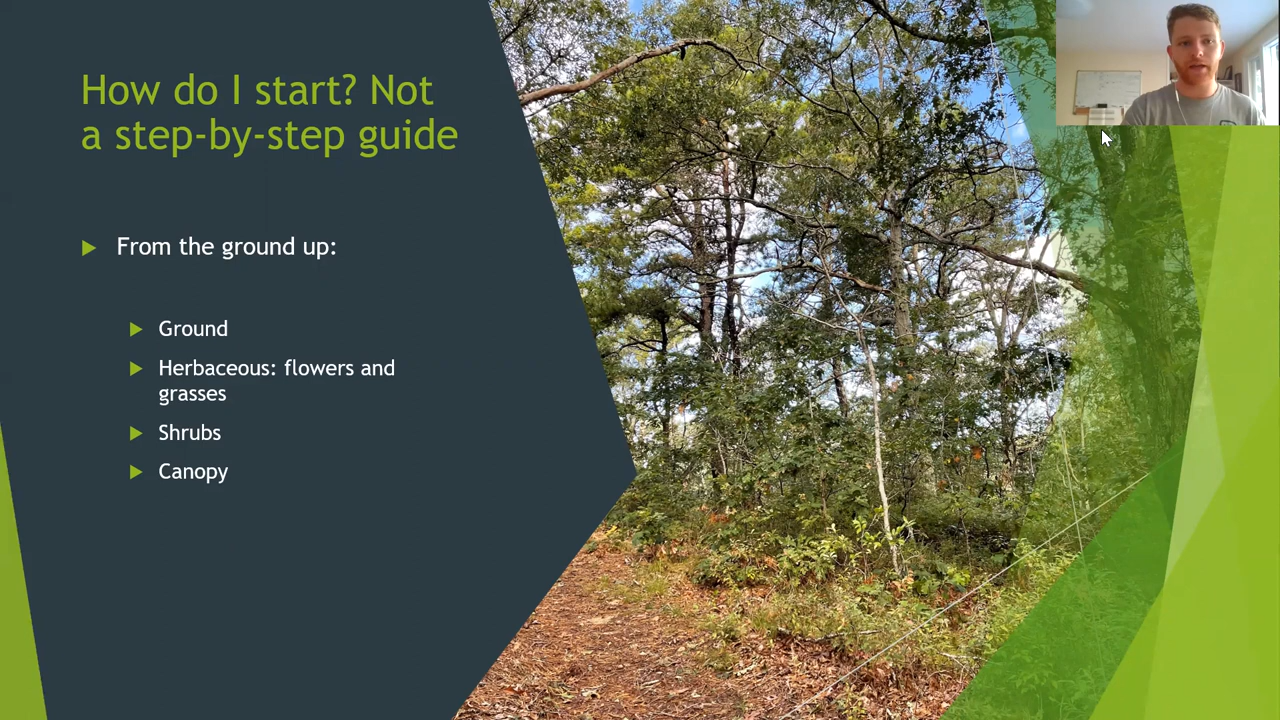 How do I start? Not
a step-by-step guide
From the ground up:
Ground
Herbaceous: flowers and
grasses
Shrubs
Canopy